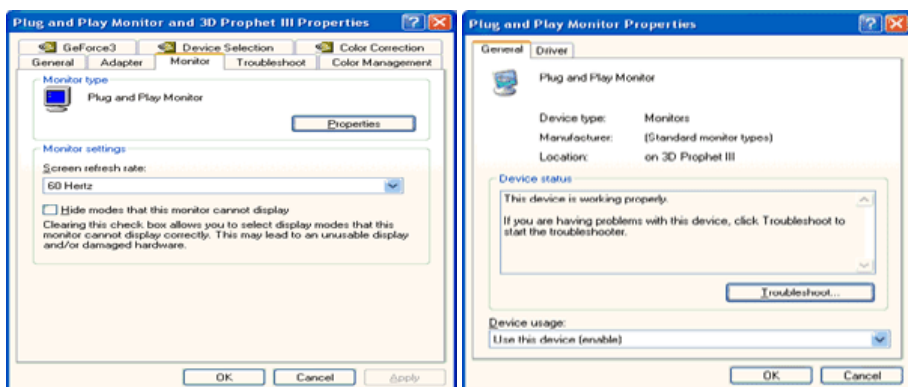 Plug and Play Monitor and 3D Prophet III Properties
GeForce3 Device Selection Color Correction
General Adapter Monitor Troubleshoot Color Management
Monitor type
Plug and Play Monitor
Properties
Monitor settings
Screen refresh rate:
60 Hertz
Hide modes that this monitor cannot display
Clearing this check box allows you to select display modes that this
monitor cannot display correctly. This may lead to an unusable display
and/or damaged hardware.
OK Cancel Apply
Plug and Play Monitor Properties
General Driver
Plug and Play Monitor
Device type: Monitors
Manufacturer: (Standard monitor types)
Location: on 3D Prophet III
Device status
This device is working properly.
If you are having problems with this device, click Troubleshoot to
start the troubleshooter.
Troubleshoot...
Device usage:
Use this device (enable)
OK Cancel